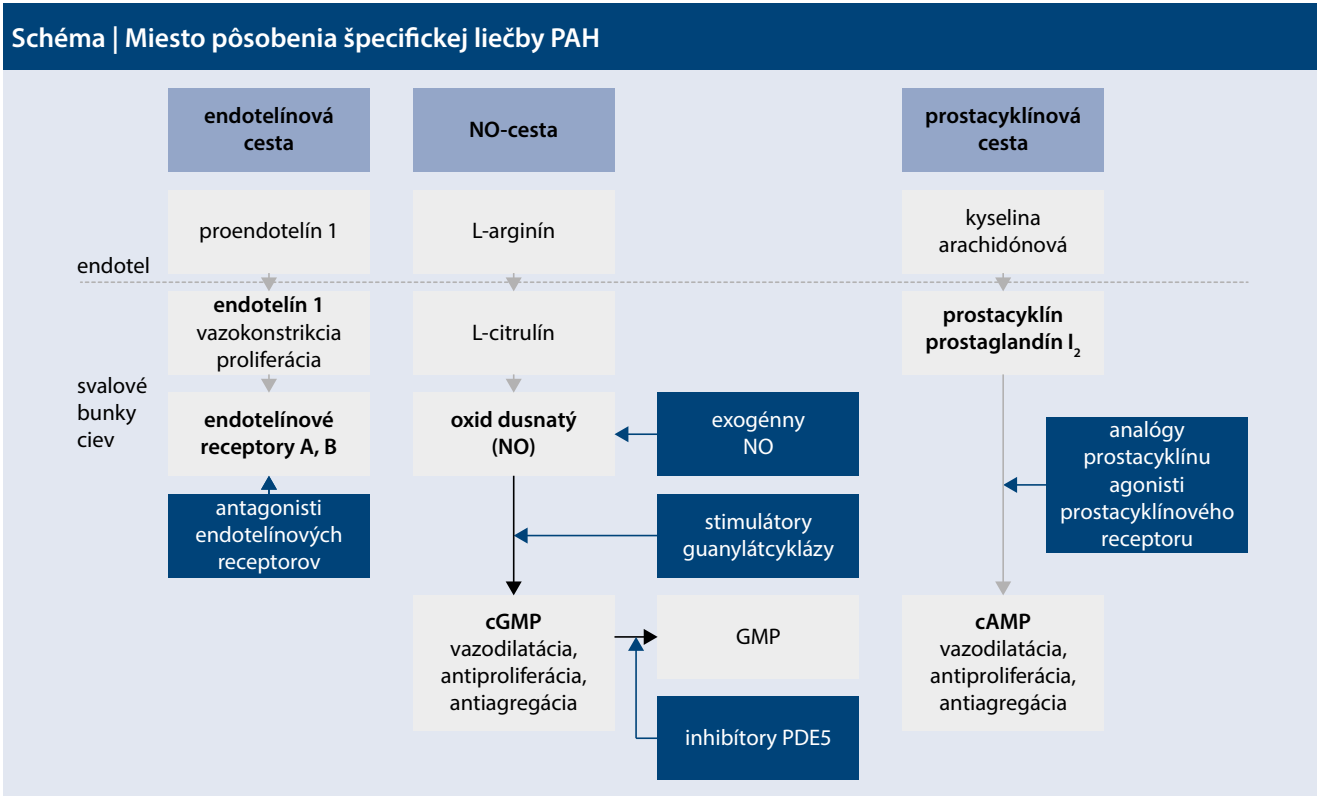 Schéma | Miesto pôsobenia špecifickej liečby PAH
endotelínová
cesta
NO-cesta
prostacyklínová
cesta
proendotelín 1
L-arginín
kyselina
arachidónová
endotel
endotelín 1
vazokonstrikcia
proliferácia
L-citrulín
prostacyklín
prostaglandín I₂
svalové
bunky
ciev
endotelínové
receptory A, B
oxid dusnatý
(NO)
exogénny
NO
analógy
prostacyklínu
agonisti
prostacyklínového
receptoru
antagonisti
endotelínových
receptorov
stimulátory
guanylátcyklázy
cGMP
vazodilatácia,
antiproliferácia,
antiagregácia
GMP
cAMP
vazodilatácia,
antiproliferácia,
antiagregácia
inhibítory PDE5